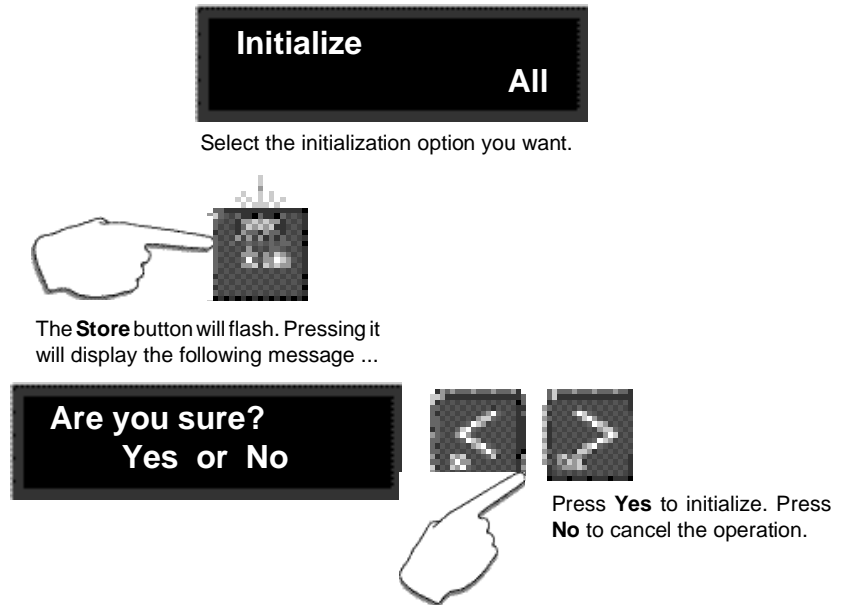 Initialize
All
Select the initialization option you want.
The Store button will flash. Pressing it
will display the following message ...
Are you sure?
Yes or No
Press Yes to initialize. Press
No to cancel the operation.